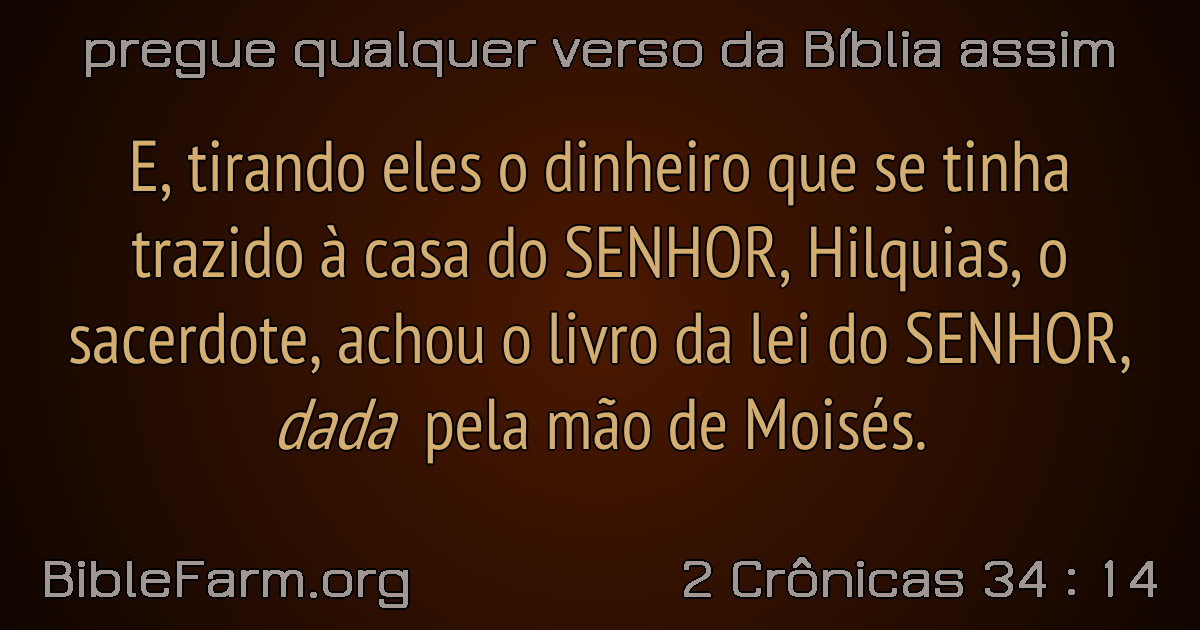 pregue qualquer verso da Bíblia assim
E, tirando eles o dinheiro que se tinha
trazido à casa do SENHOR, Hilquias, o
sacerdote, achou o livro da lei do SENHOR,
dada pela mão de Moisés.
BibleFarm.org
2 Crônicas 34 : 14